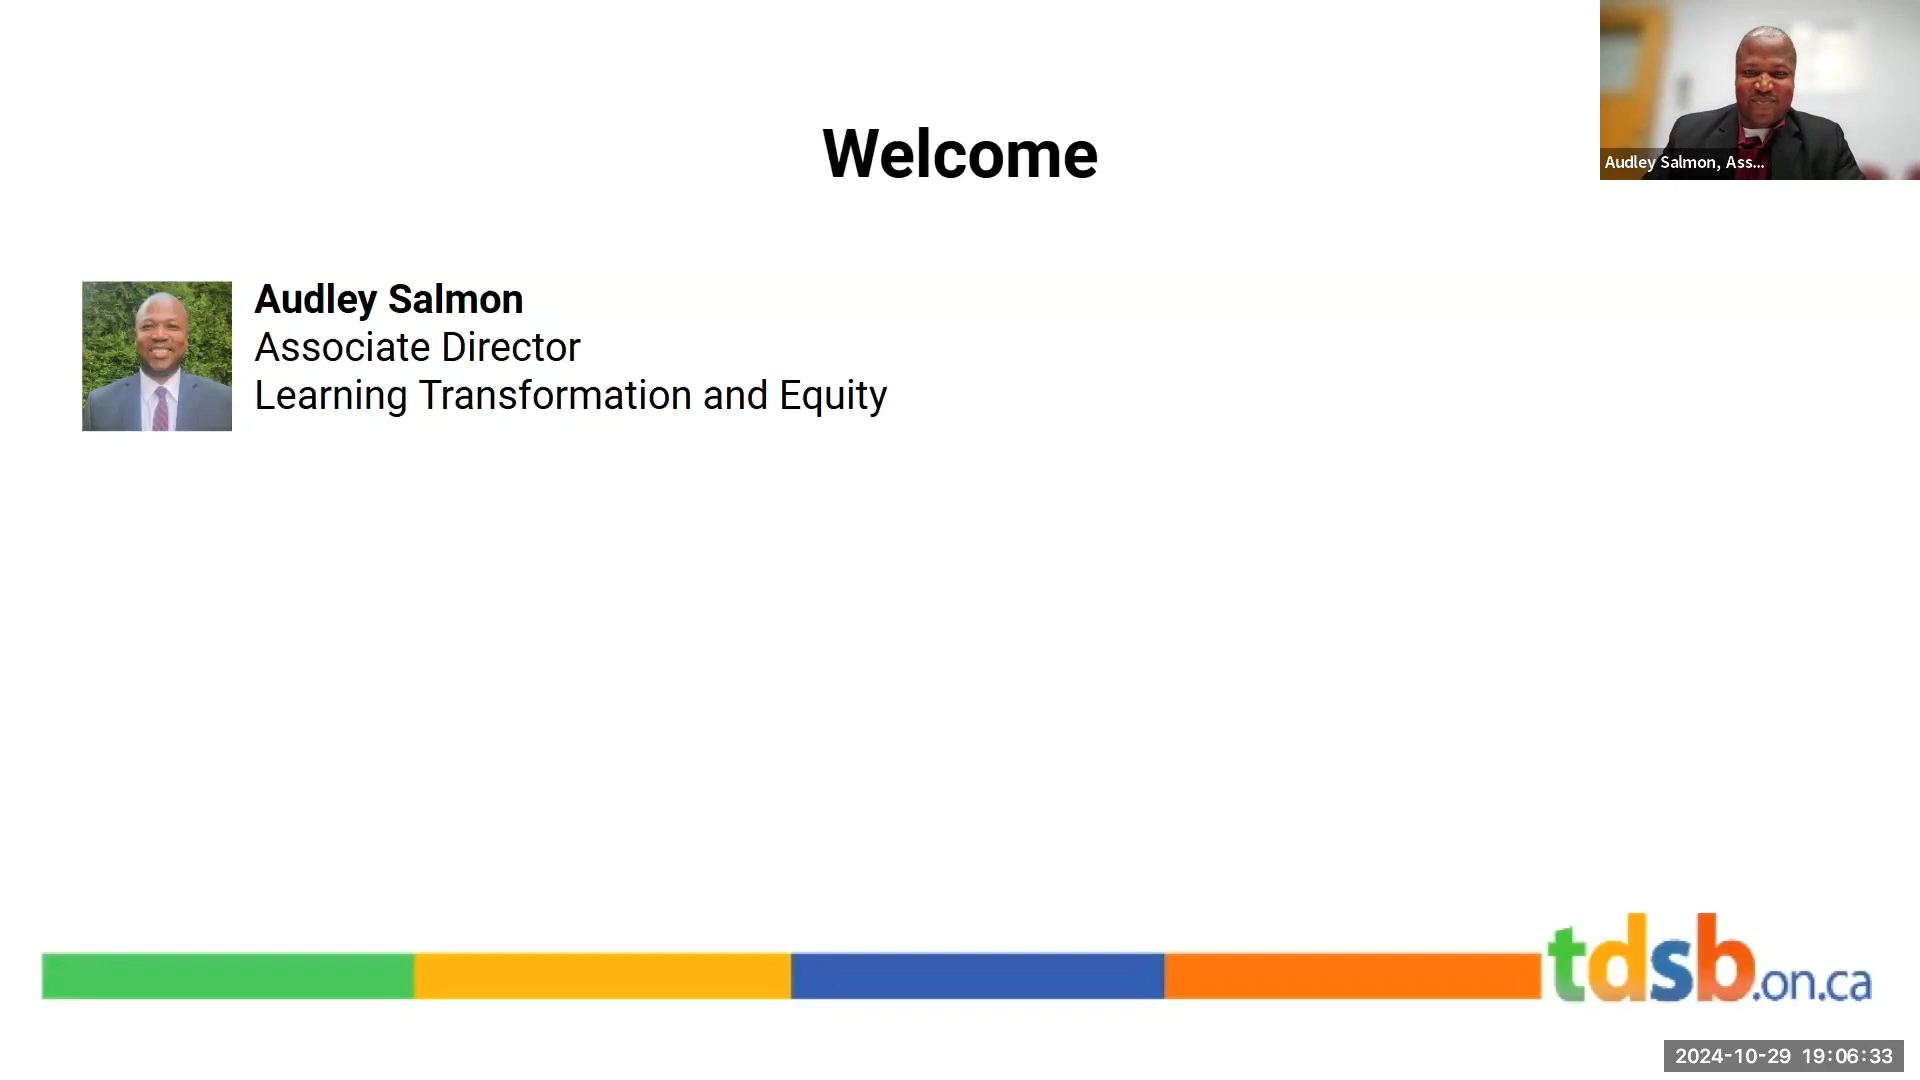 Welcome
Audley Salmon, Ass...
Audley Salmon
Associate Director
Learning Transformation and Equity
tdsb.on.ca
2024-10-29 19:06:33